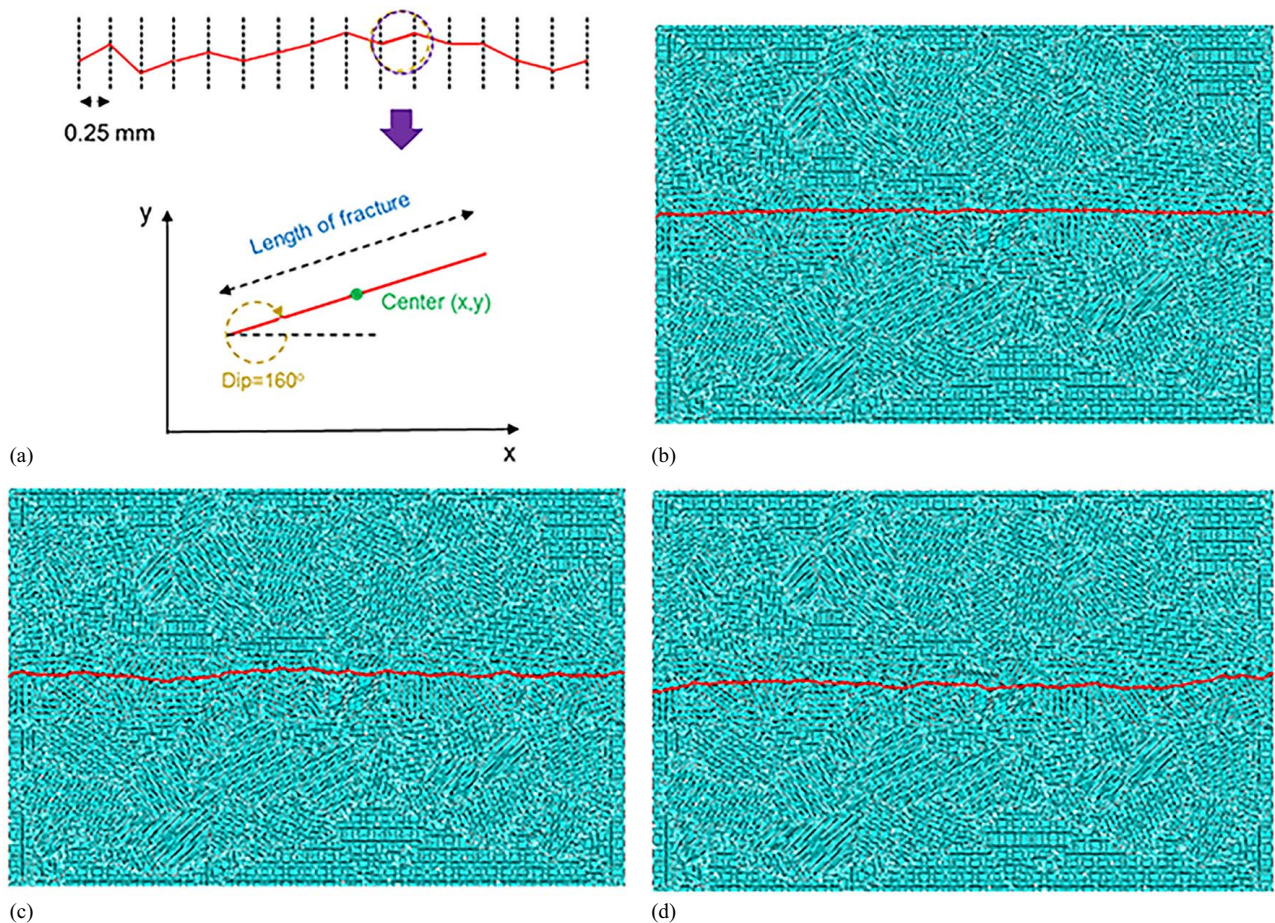 0.25 mm
y
Length of fracture
Center (x,y)
Dip=160°
x
(a)
(b)
(c)
(d)